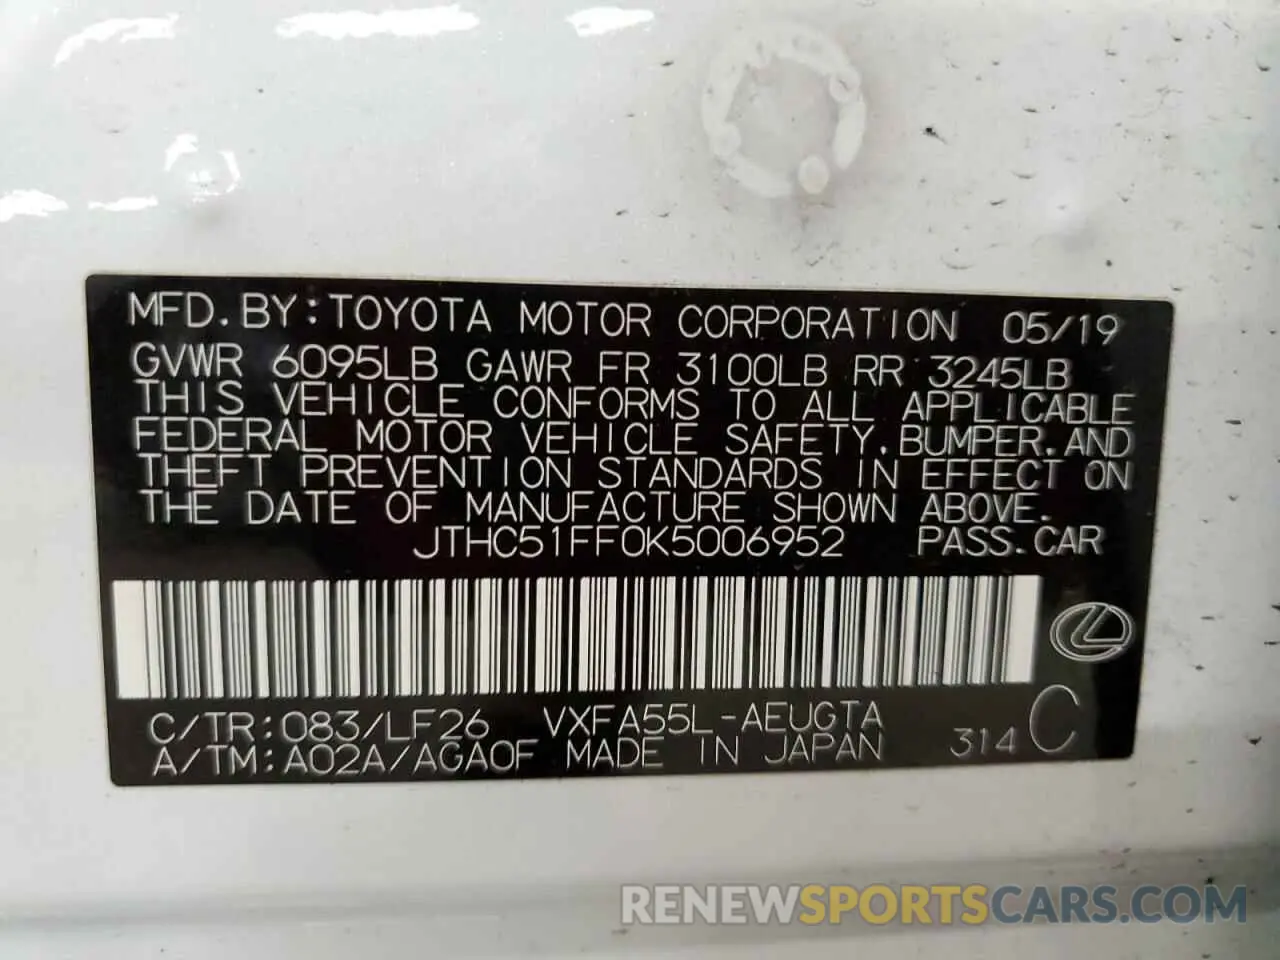 MFD.BY:TOYOTA MOTOR CORPORATION 05/19
GVWR 6095LB GAWR FR 3100LB RR 3245LB
THIS VEHICLE CONFORMS TO ALL APPLICABLE
FEDERAL MOTOR VEHICLE SAFETY,BUMPER,AND
THEFT PREVENTION STANDARDS IN EFFECT ON
THE DATE OF MANUFACTURE SHOWN ABOVE.
JTHC51FF0K5006952 PASS.CAR
C/TR:083/LF26 VXFA55L-AEUGTA
A/TM:A02A/AGA0F MADE IN JAPAN 314 C
RENEWSPORTSCARS.COM